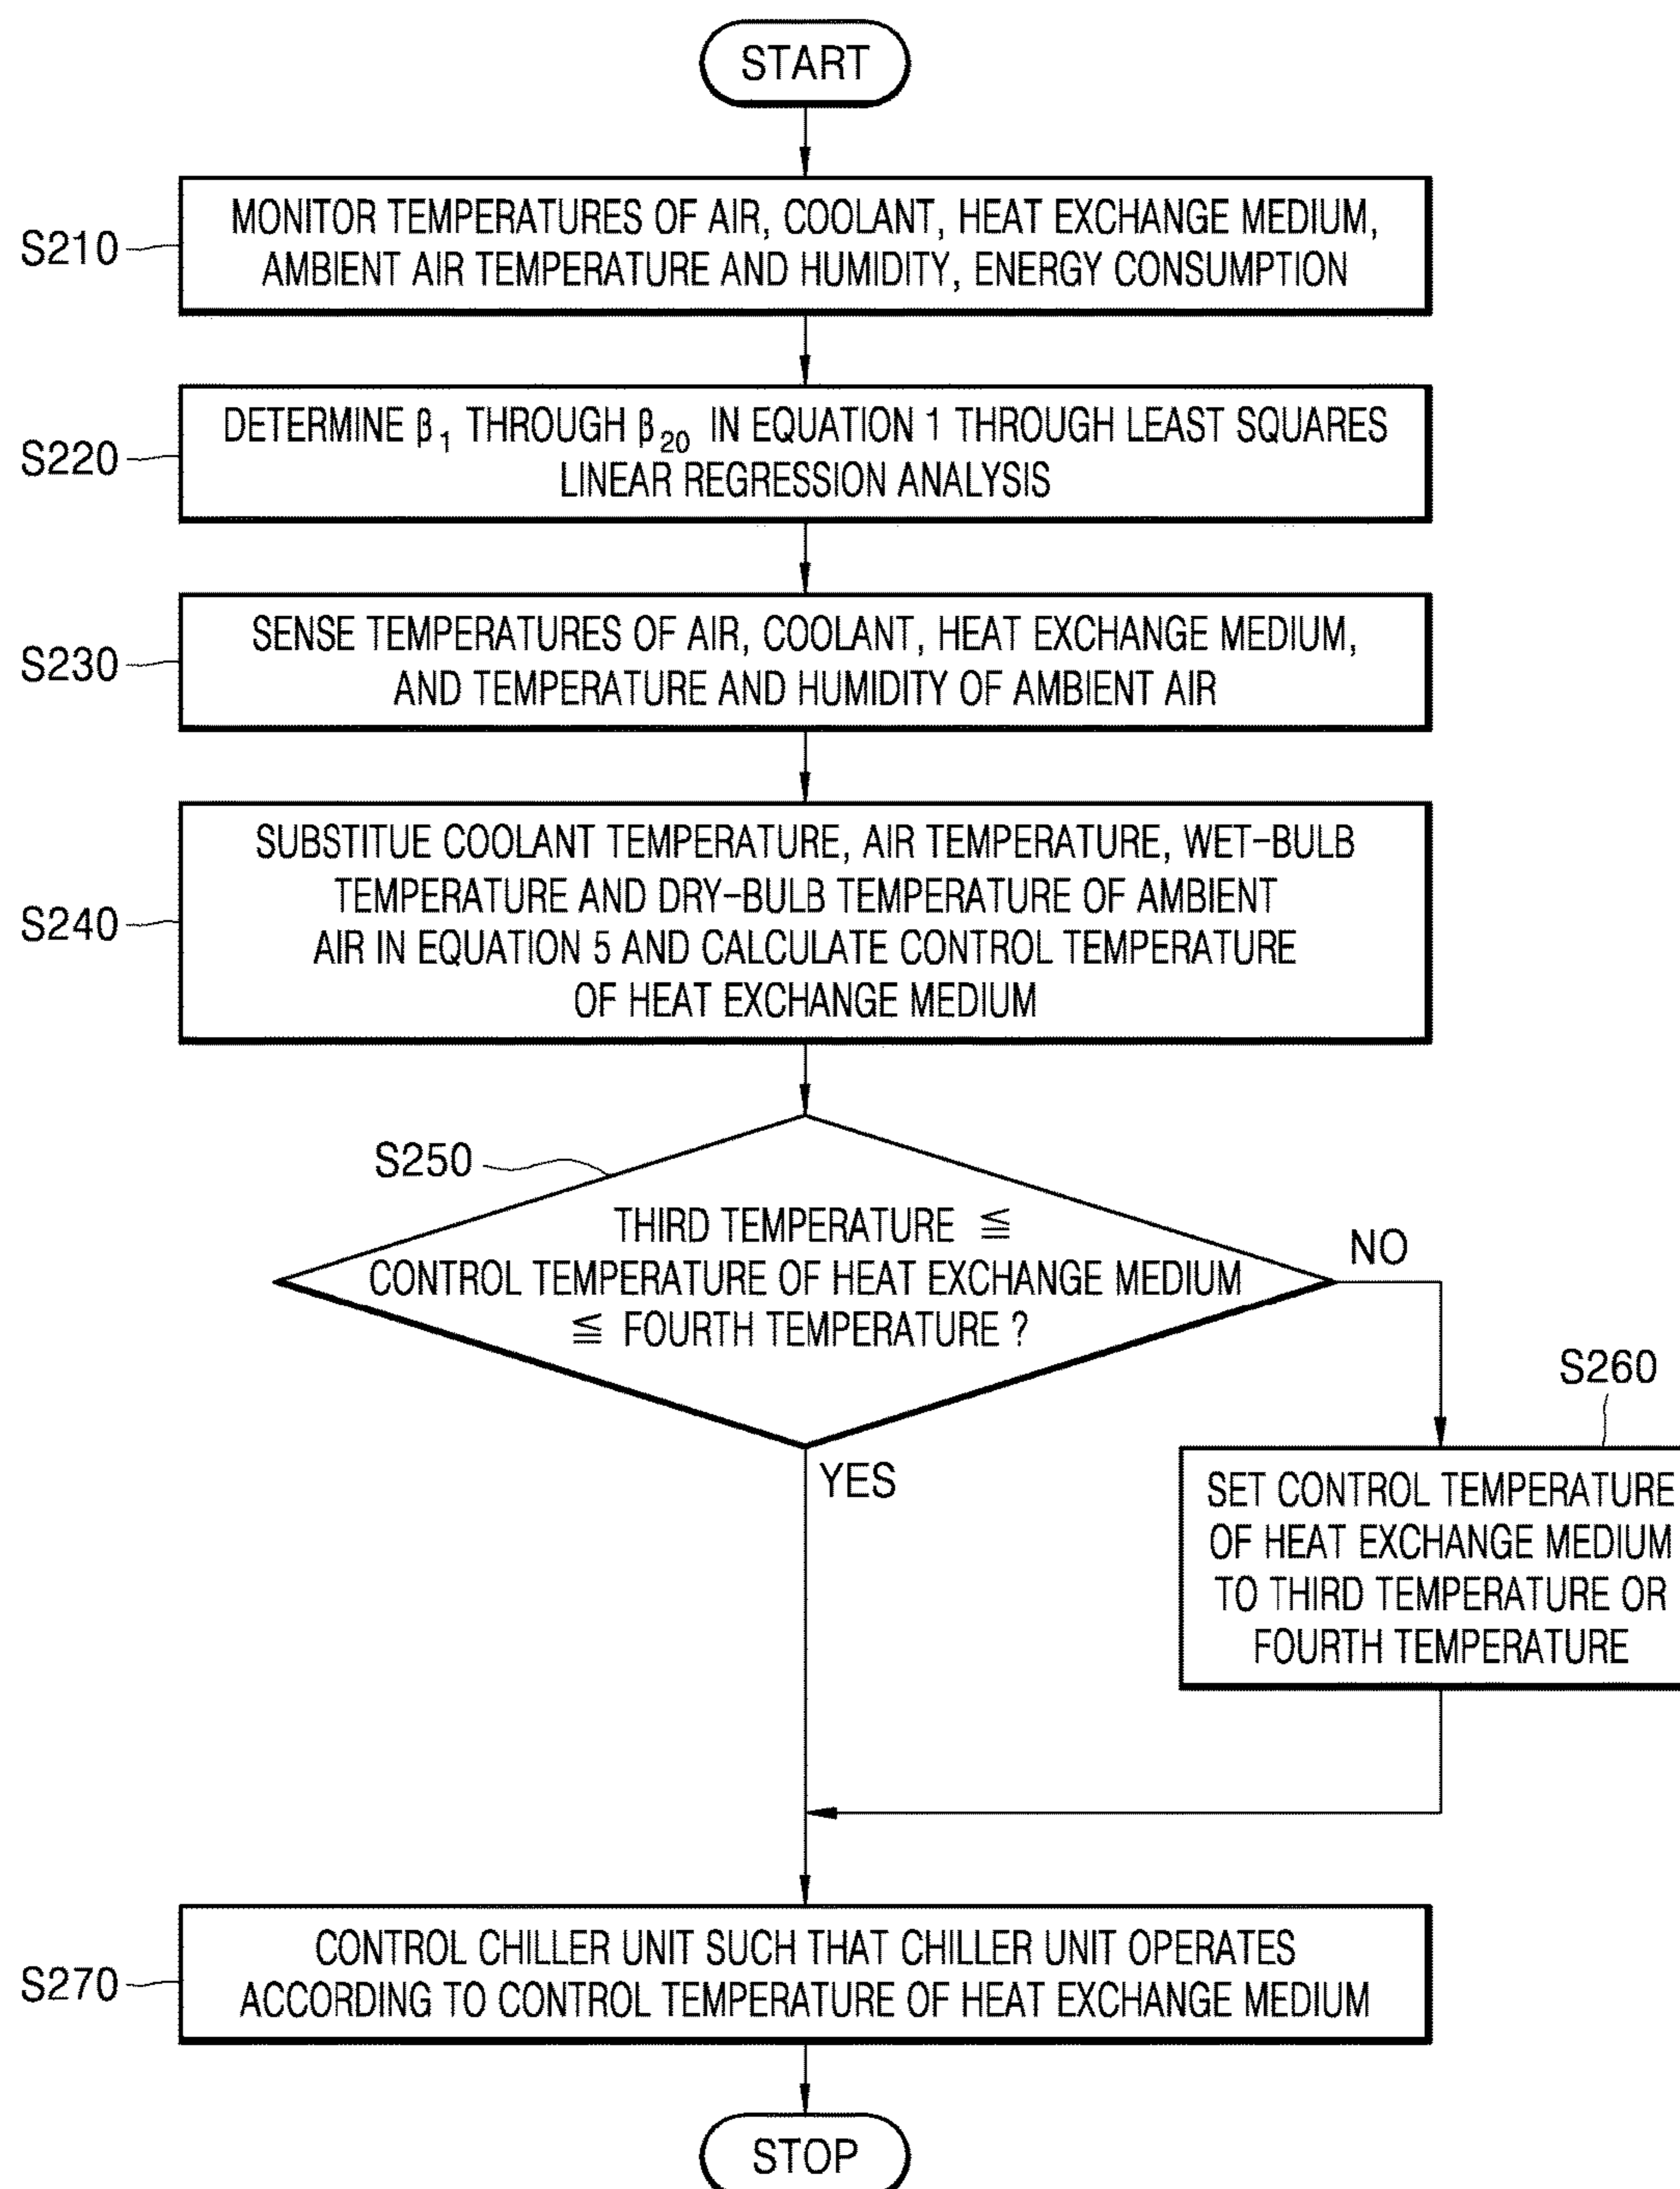 START
S210
MONITOR TEMPERATURES OF AIR, COOLANT, HEAT EXCHANGE MEDIUM,
AMBIENT AIR TEMPERATURE AND HUMIDITY, ENERGY CONSUMPTION
S220
DETERMINE β1 THROUGH β20 IN EQUATION 1 THROUGH LEAST SQUARES
LINEAR REGRESSION ANALYSIS
S230
SENSE TEMPERATURES OF AIR, COOLANT, HEAT EXCHANGE MEDIUM,
AND TEMPERATURE AND HUMIDITY OF AMBIENT AIR
S240
SUBSTITUE COOLANT TEMPERATURE, AIR TEMPERATURE, WET-BULB
TEMPERATURE AND DRY-BULB TEMPERATURE OF AMBIENT
AIR IN EQUATION 5 AND CALCULATE CONTROL TEMPERATURE
OF HEAT EXCHANGE MEDIUM
S250
THIRD TEMPERATURE ≦
CONTROL TEMPERATURE OF HEAT EXCHANGE MEDIUM
≦ FOURTH TEMPERATURE ?
NO
YES
S260
SET CONTROL TEMPERATURE
OF HEAT EXCHANGE MEDIUM
TO THIRD TEMPERATURE OR
FOURTH TEMPERATURE
S270
CONTROL CHILLER UNIT SUCH THAT CHILLER UNIT OPERATES
ACCORDING TO CONTROL TEMPERATURE OF HEAT EXCHANGE MEDIUM
STOP